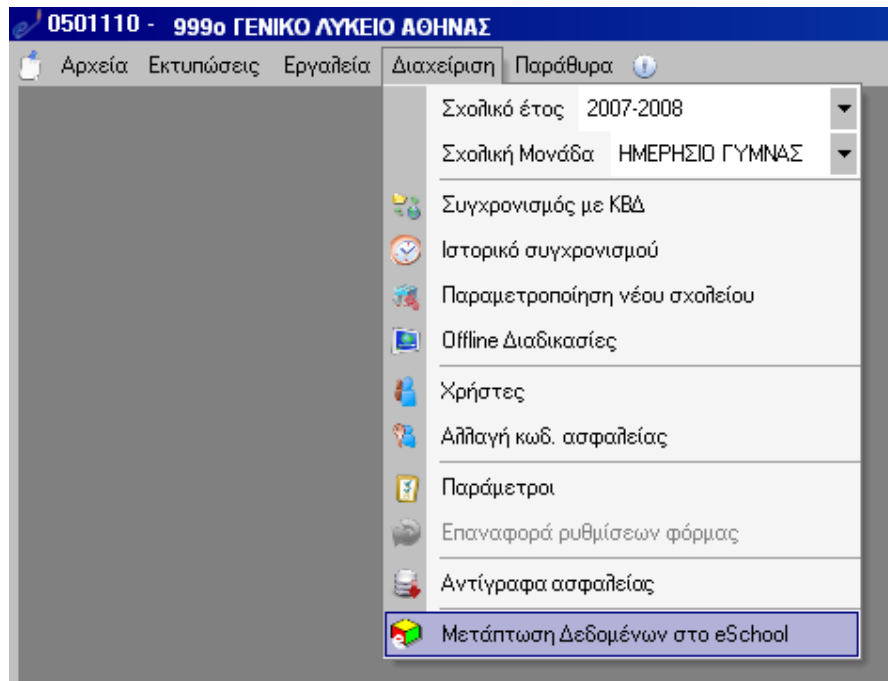 0501110 - 999ο ΓΕΝΙΚΟ ΛΥΚΕΙΟ ΑΘΗΝΑΣ
Αρχεία Εκτυπώσεις Εργαλεία Διαχείριση Παράθυρα
Σχολικό έτος 2007-2008
Σχολική Μονάδα ΗΜΕΡΗΣΙΟ ΓΥΜΝΑΣ
Συγχρονισμός με ΚΒΔ
Ιστορικό συγχρονισμού
Παραμετροποίηση νέου σχολείου
Offline Διαδικασίες
Χρήστες
Αλλαγή κωδ. ασφαλείας
Παράμετροι
Επαναφορά ρυθμίσεων φόρμας
Αντίγραφα ασφαλείας
Μετάπτωση Δεδομένων στο eSchool